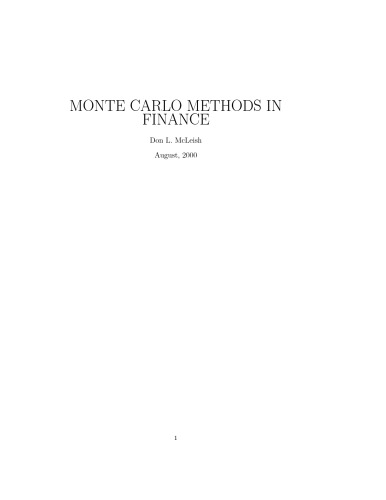 MONTE CARLO METHODS IN
FINANCE
Don L. McLeish
August, 2000
1